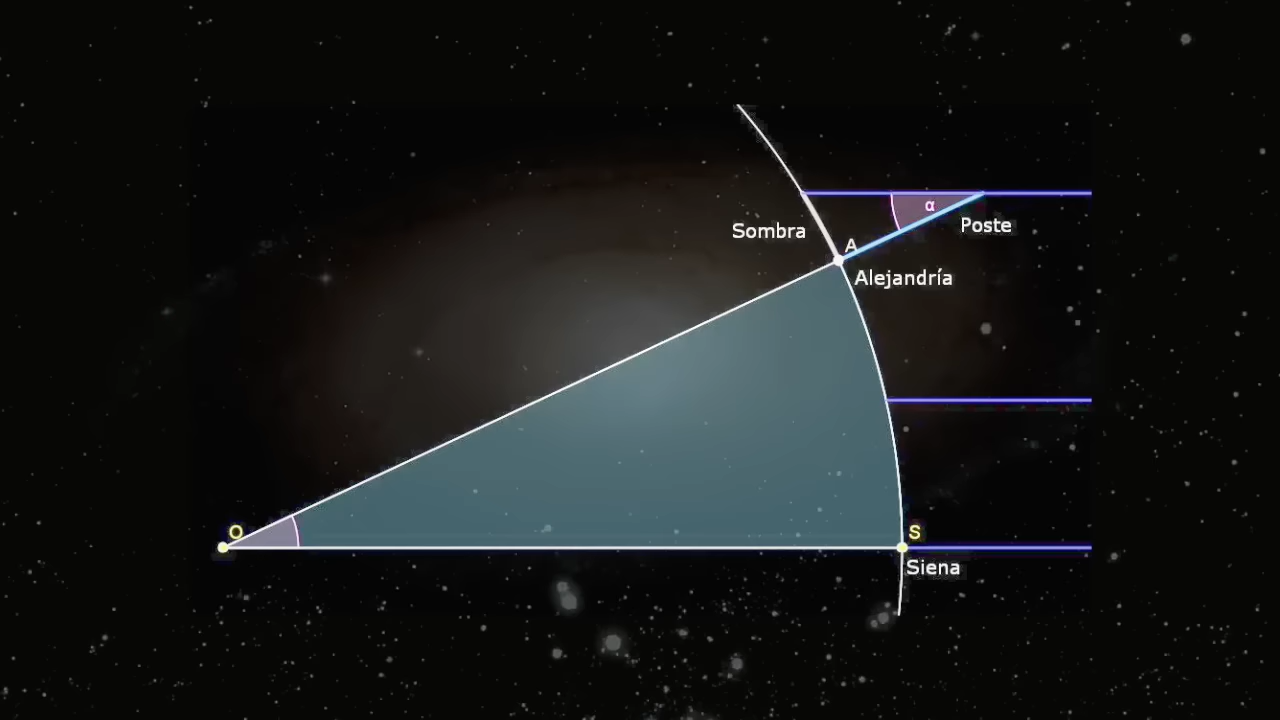 α
Poste
Sombra
A
Alejandría
O
S
Siena